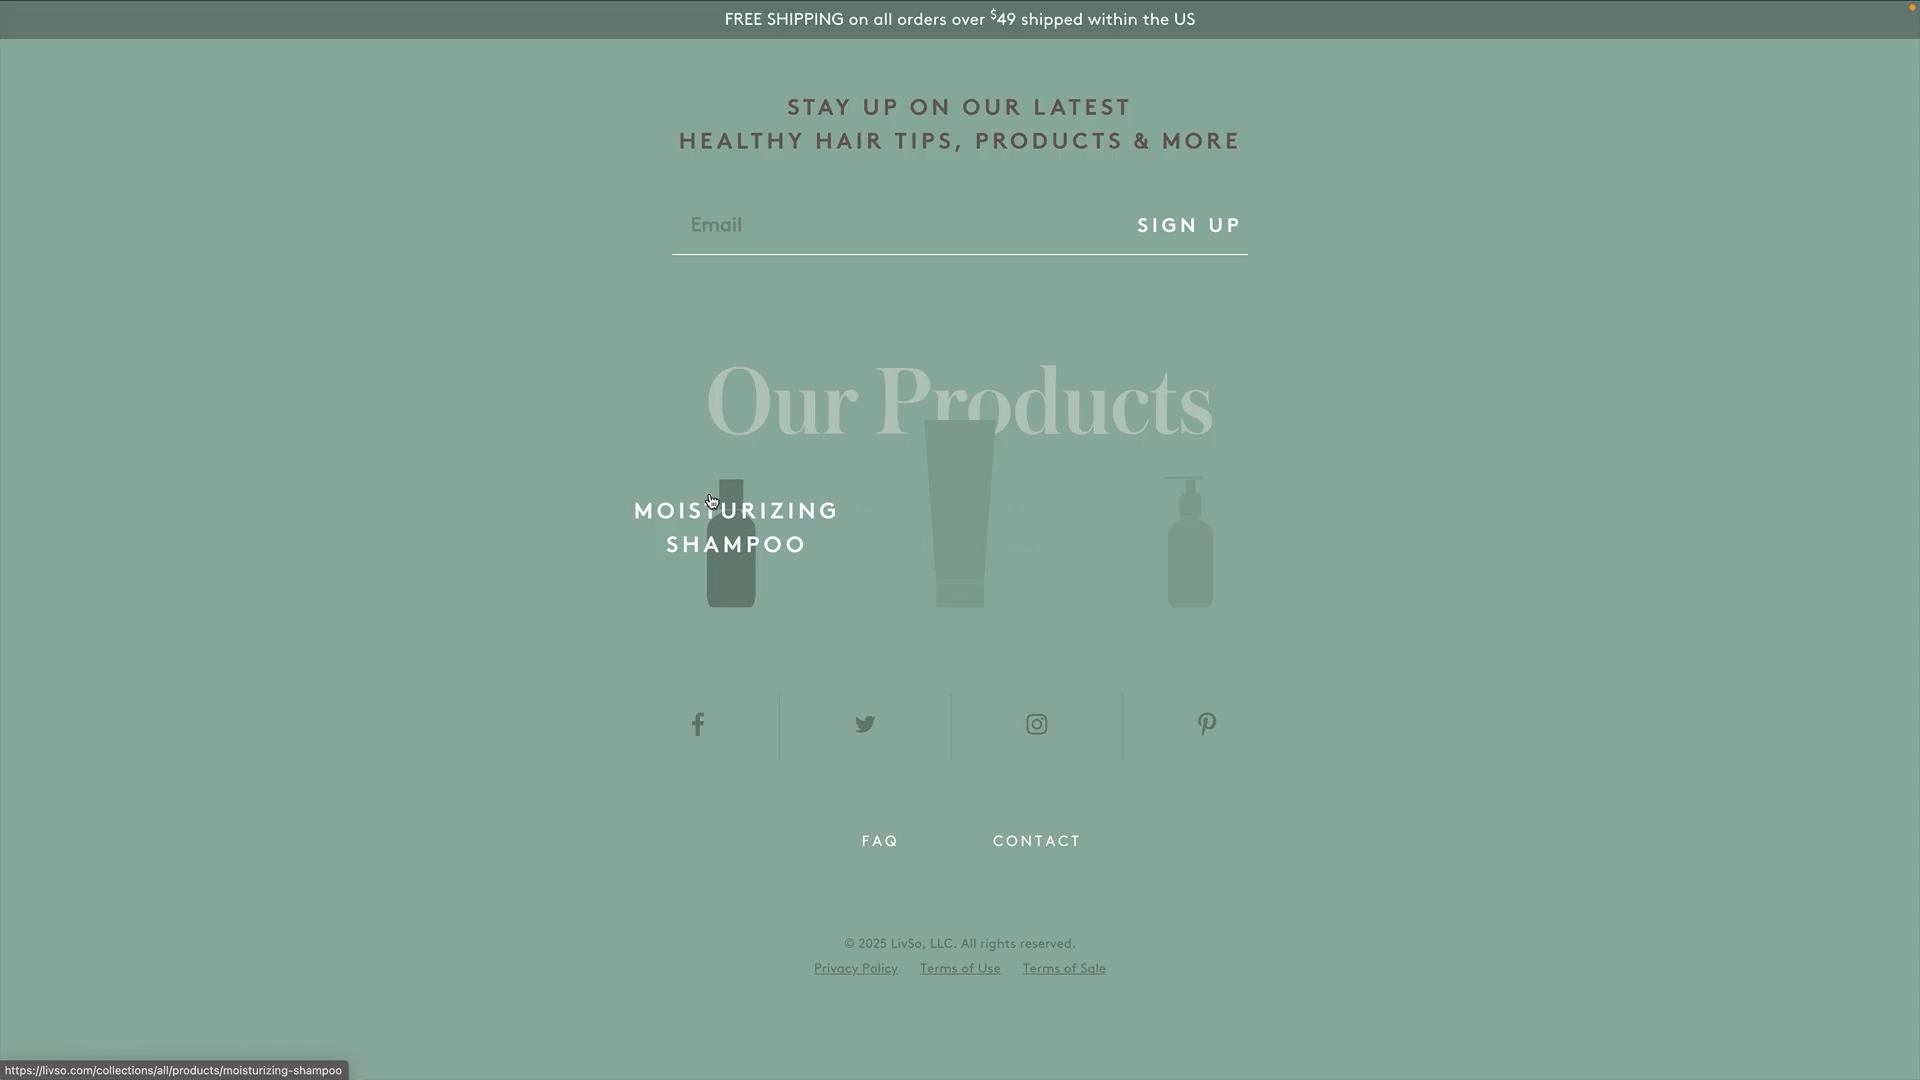 FREE SHIPPING on all orders over $49 shipped within the US
STAY UP ON OUR LATEST
HEALTHY HAIR TIPS, PRODUCTS & MORE
Email
SIGN UP
Our Products
MOISTURIZING
SHAMPOO
FAQ
CONTACT
© 2025 LivSo, LLC. All rights reserved.
Privacy Policy Terms of Use Terms of Sale
https://livso.com/collections/all/products/moisturizing-shampoo